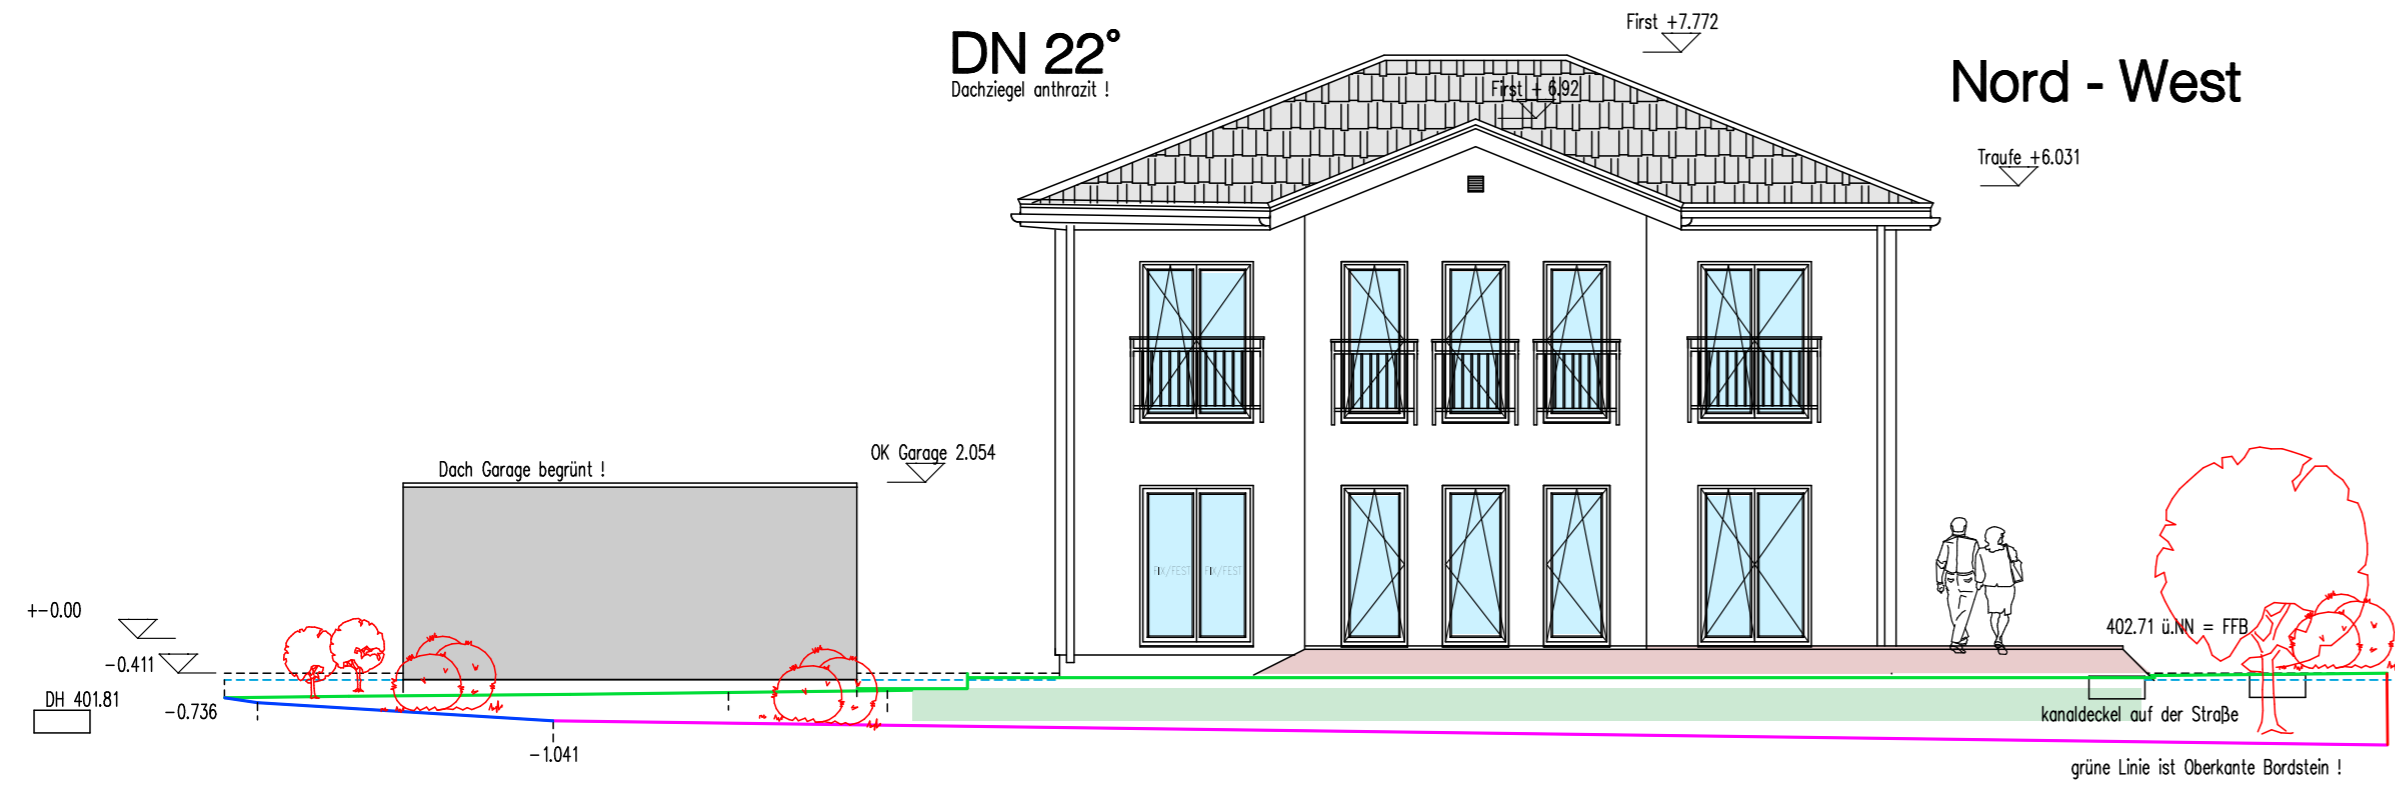 First +7.772
DN 22°
Dachziegel anthrazit !
First + 6.92
Nord - West
Traufe +6.031
OK Garage 2.054
Dach Garage begrünt !
FIX/FEST FIX/FEST
+-0.00
402.71 ü.NN = FFB
-0.411
DH 401.81
-0.736
kanaldeckel auf der Straße
-1.041
grüne Linie ist Oberkante Bordstein !